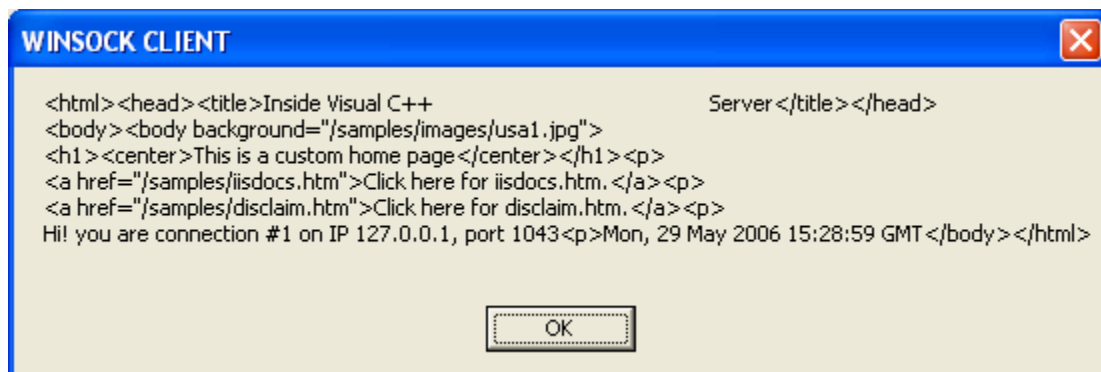 WINSOCK CLIENT
<html><head><title>Inside Visual C++ Server</title></head>
<body><body background="/samples/images/usa1.jpg">
<h1><center>This is a custom home page</center></h1><p>
<a href="/samples/iisdocs.htm">Click here for iisdocs.htm.</a><p>
<a href="/samples/disclaim.htm">Click here for disclaim.htm.</a><p>
Hi! you are connection #1 on IP 127.0.0.1, port 1043<p>Mon, 29 May 2006 15:28:59 GMT</body></html>
OK